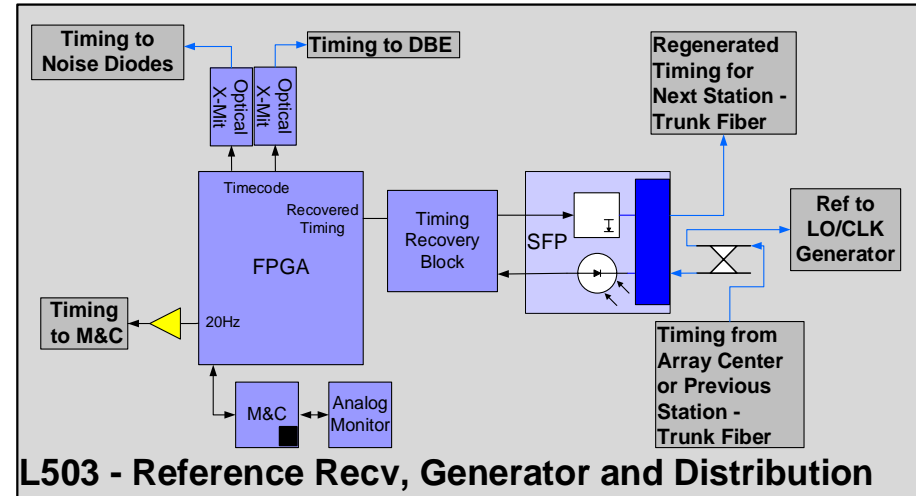 Timing to
Noise Diodes
Timing to DBE
Regenerated
Timing for
Next Station -
Trunk Fiber
Optical
X-Mit
Optical
X-Mit
Timecode
Recovered
Timing
FPGA
20Hz
Timing
Recovery
Block
SFP
Ref to
LO/CLK
Generator
Timing
to M&C
Timing from
Array Center
or Previous
Station -
Trunk Fiber
M&C
Analog
Monitor
L503 - Reference Recv, Generator and Distribution